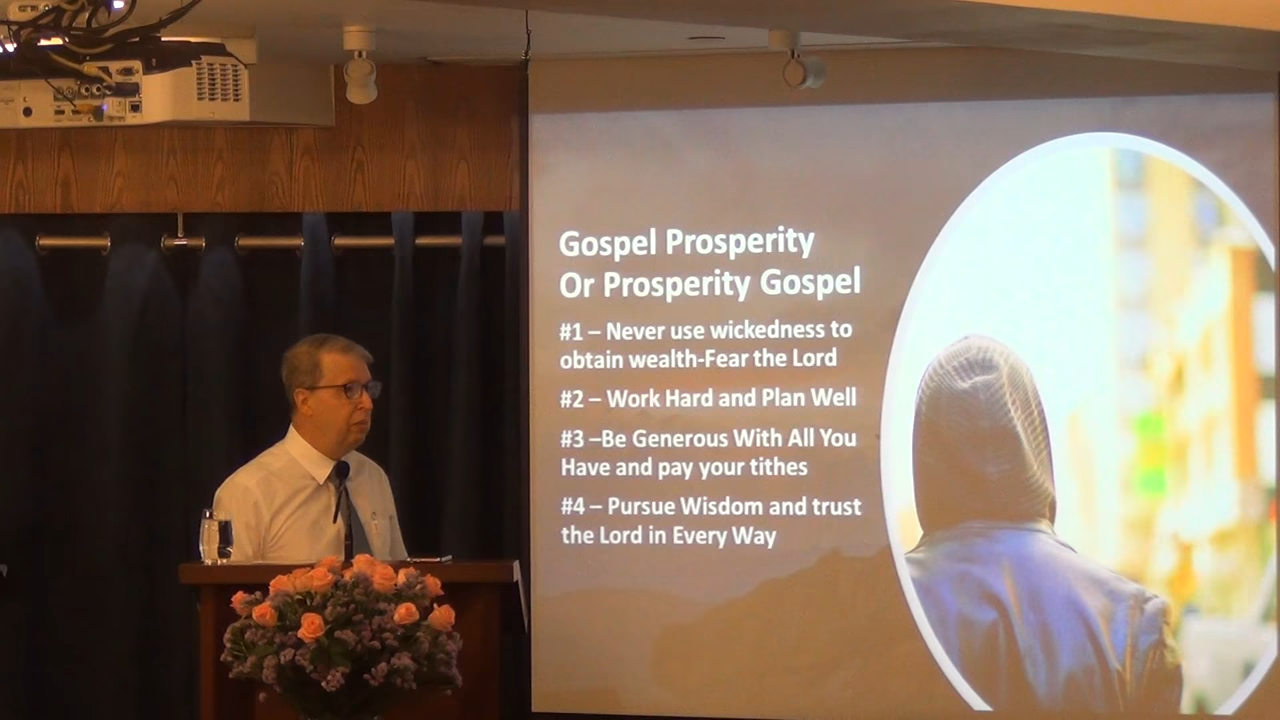 Gospel Prosperity
Or Prosperity Gospel
#1 – Never use wickedness to
obtain wealth-Fear the Lord
#2 – Work Hard and Plan Well
#3 –Be Generous With All You
Have and pay your tithes
#4 – Pursue Wisdom and trust
the Lord in Every Way